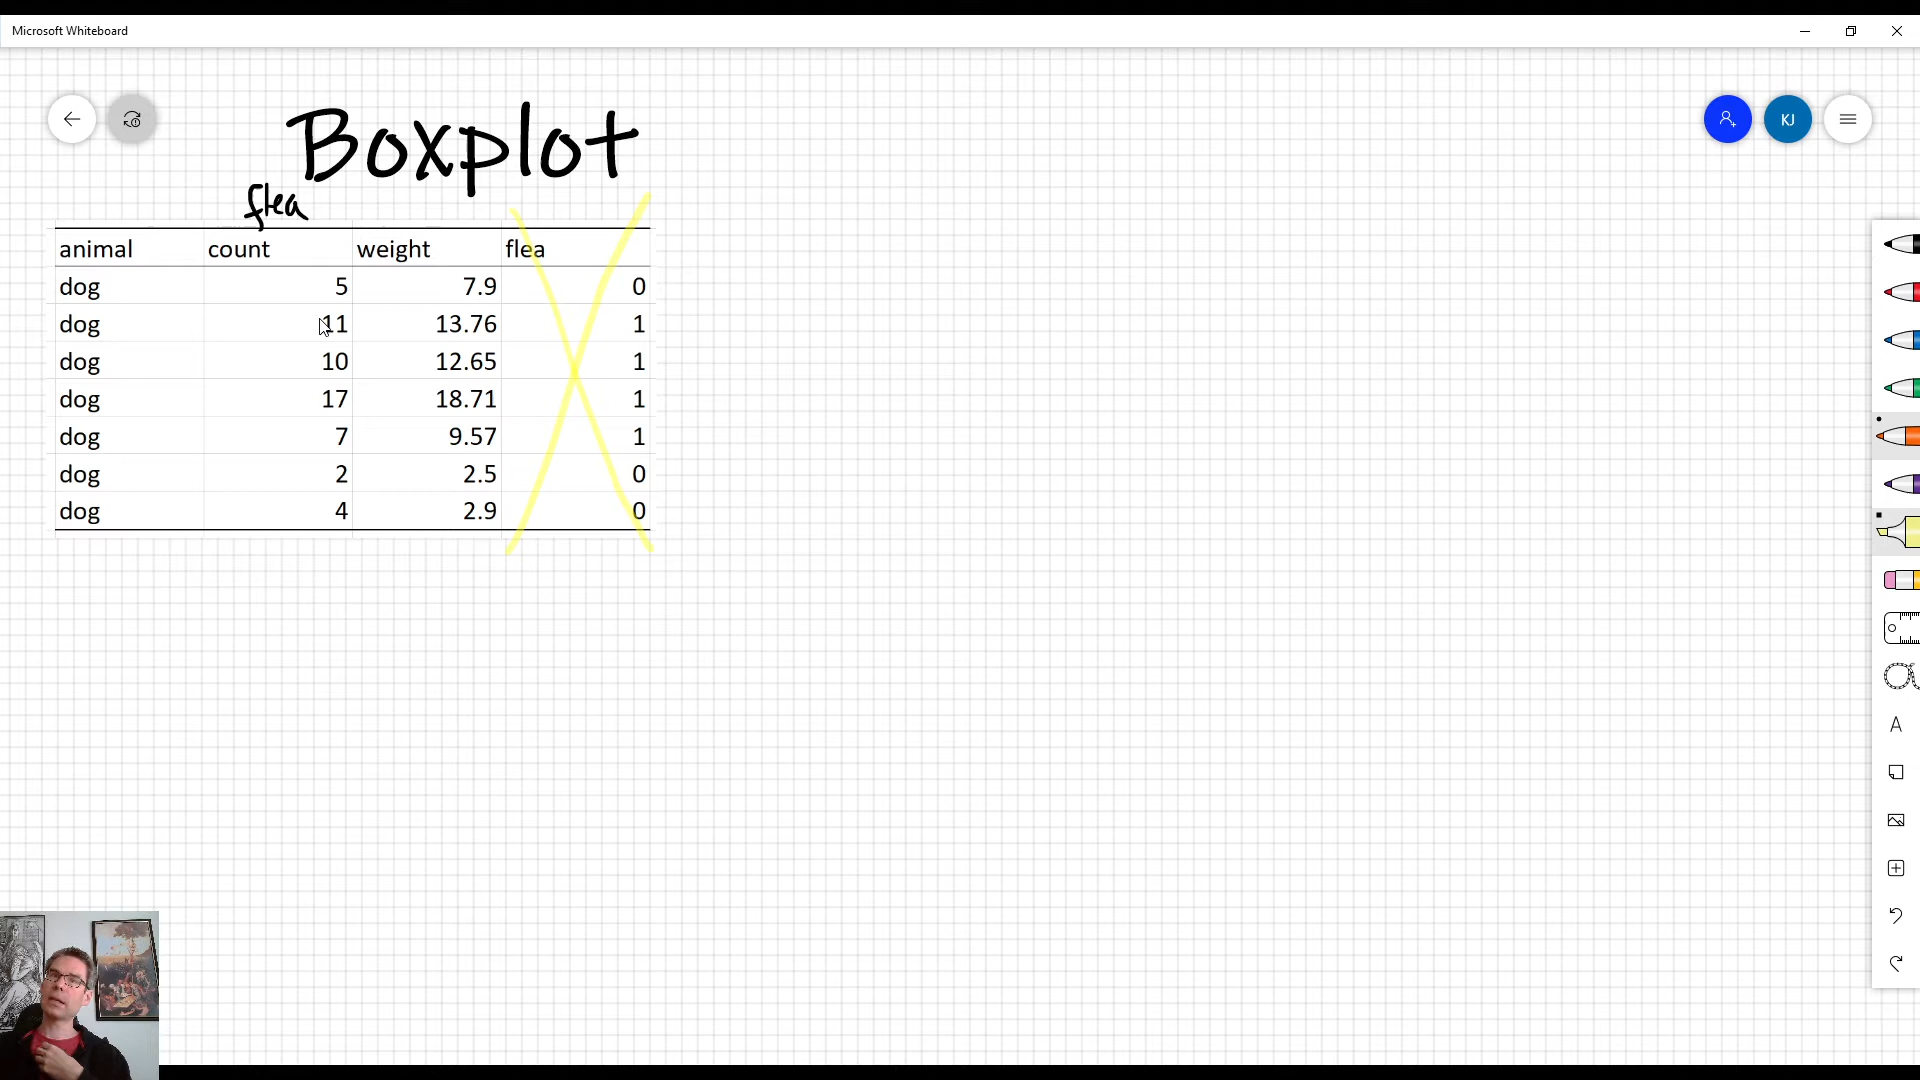 Microsoft Whiteboard
Boxplot
KJ
flea
animal count weight flea
dog 5 7.9 0
dog 11 13.76 1
dog 10 12.65 1
dog 17 18.71 1
dog 7 9.57 1
dog 2 2.5 0
dog 4 2.9 0
A